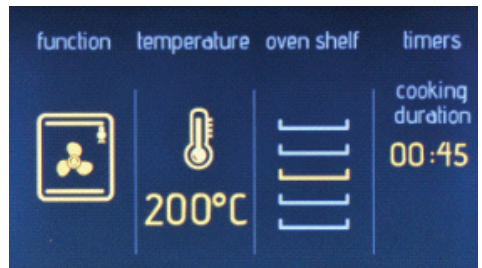 function temperature oven shelf timers
cooking
duration
00:45
200°C